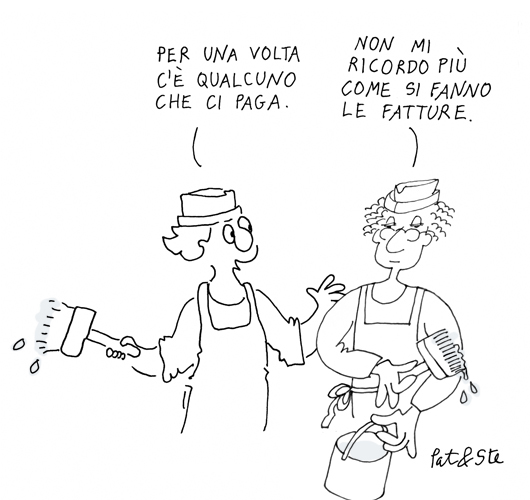 PER UNA VOLTA
C'È QUALCUNO
CHE CI PAGA.
NON MI
RICORDO PIÙ
COME SI FANNO
LE FATTURE.
Pat&Ste